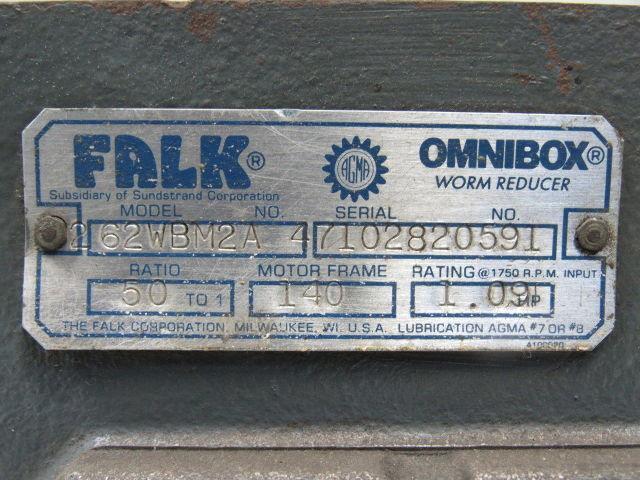 FALK® AGMA OMNIBOX®
Subsidiary of Sundstrand Corporation WORM REDUCER
MODEL NO. SERIAL NO.
262WBM2A 47102820591
RATIO MOTOR FRAME RATING @ 1750 R.P.M. INPUT
50 TO 1 140 1.09 HP
THE FALK CORPORATION, MILWAUKEE, WI. U.S.A. LUBRICATION AGMA #7 OR #8